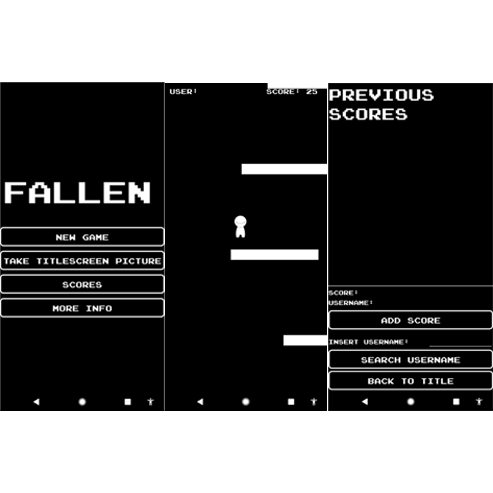 FALLEN
NEW GAME
TAKE TITLESCREEN PICTURE
SCORES
MORE INFO
USER:
SCORE: 25
PREVIOUS
SCORES
SCORE:
USERNAME:
ADD SCORE
INSERT USERNAME:
SEARCH USERNAME
BACK TO TITLE